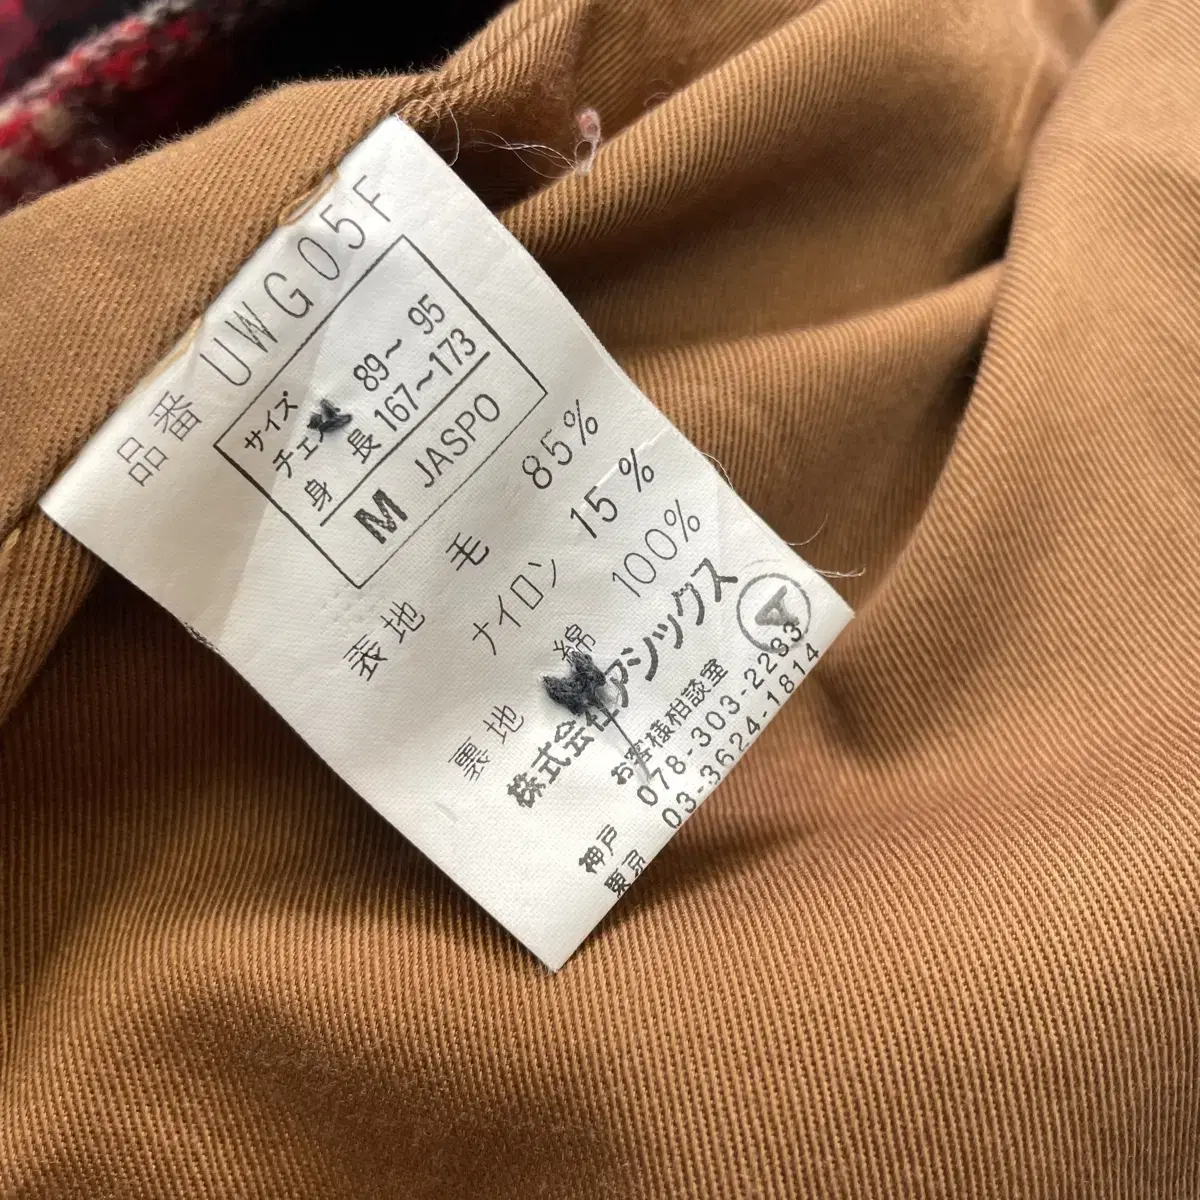 品番 UWG05F
サイズ
チェスト 89～ 95
身 長 167～173
M JASPO
表地 毛 85%
ナイロン 15%
裏地 綿 100%
株式会社アシックス
お客様相談室
神戸 078-303-2233
東京 03-3624-1814